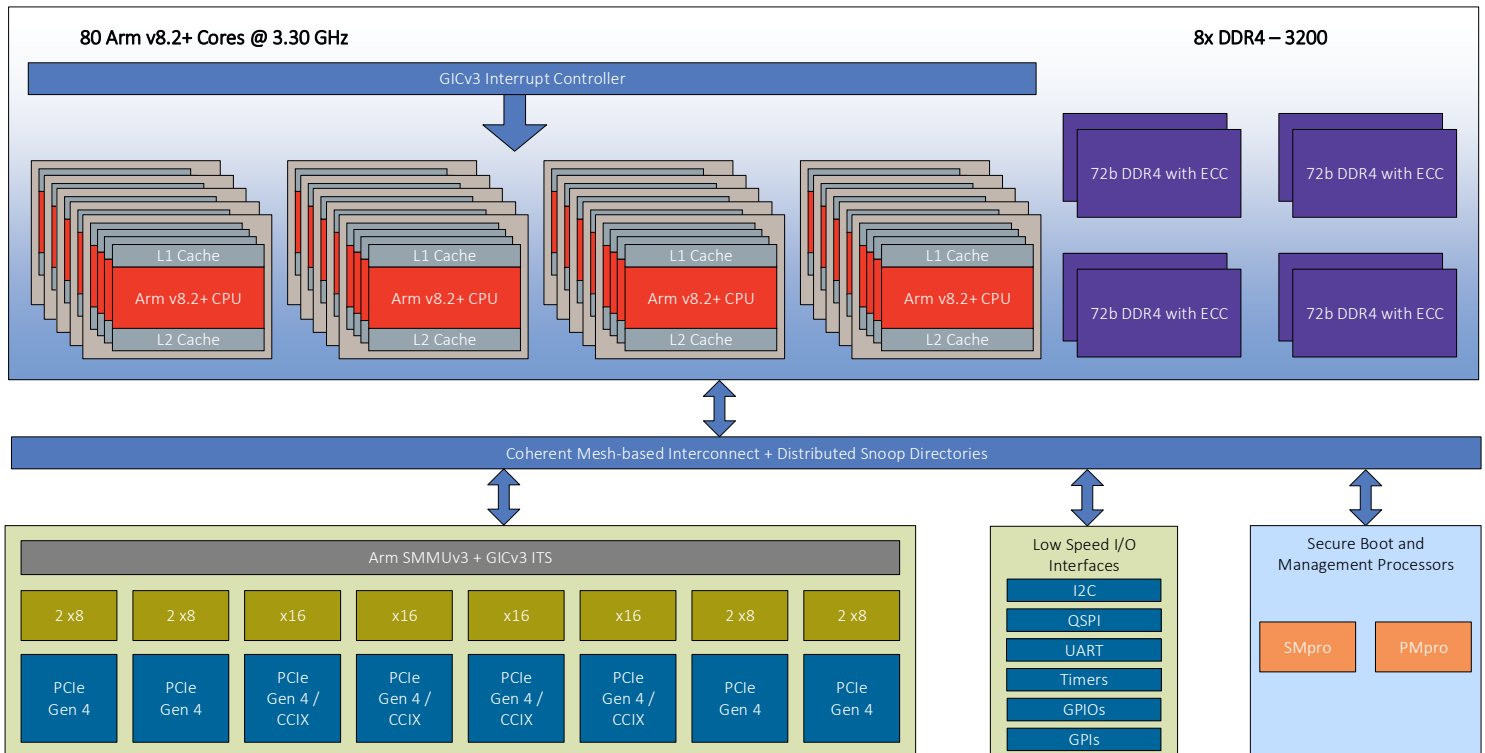 80 Arm v8.2+ Cores @ 3.30 GHz
8x DDR4 – 3200
GICv3 Interrupt Controller
72b DDR4 with ECC
72b DDR4 with ECC
L1 Cache
Arm v8.2+ CPU
L2 Cache
L1 Cache
Arm v8.2+ CPU
L2 Cache
L1 Cache
Arm v8.2+ CPU
L2 Cache
L1 Cache
Arm v8.2+ CPU
L2 Cache
72b DDR4 with ECC
72b DDR4 with ECC
Coherent Mesh-based Interconnect + Distributed Snoop Directories
Arm SMMUv3 + GICv3 ITS
2 x8
2 x8
x16
x16
x16
x16
2 x8
2 x8
PCIe
Gen 4
PCIe
Gen 4
PCIe
Gen 4 /
CCIX
PCIe
Gen 4 /
CCIX
PCIe
Gen 4 /
CCIX
PCIe
Gen 4 /
CCIX
PCIe
Gen 4
PCIe
Gen 4
Low Speed I/O
Interfaces
I2C
QSPI
UART
Timers
GPIOs
GPIs
Secure Boot and
Management Processors
SMpro
PMpro